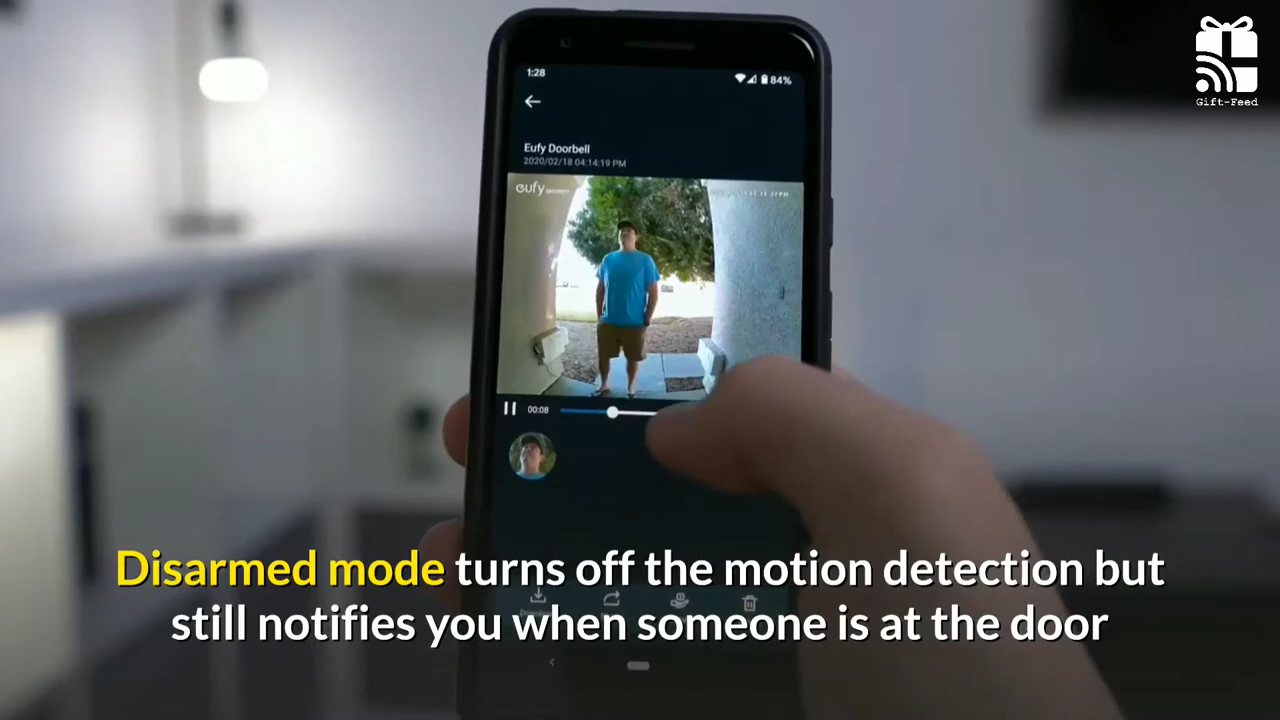 1:28
84%
Gift-Feed
Eufy Doorbell
2020/02/18 04:14:19 PM
eufy SECURITY
00:08
Disarmed mode turns off the motion detection but
still notifies you when someone is at the door